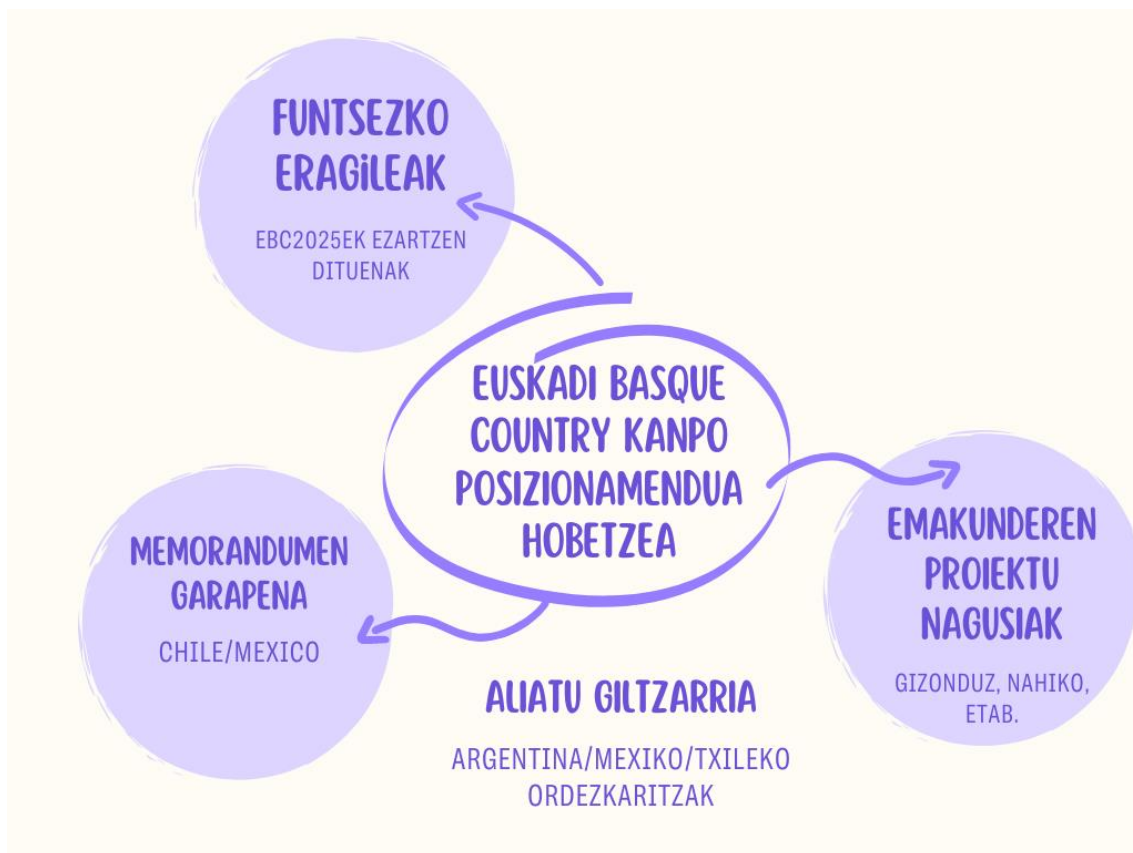 FUNTSEZKO
ERAGiLEAK
EBC2025EK EZARTZEN
DITUENAK
EUSKADI BASQUE
COUNTRY KANPO
POSIZIONAMENDUA
HOBETZEA
EMAKUNDEREN
PROIEKTU
NAGUSIAK
GIZONDUZ, NAHIKO,
ETAB.
MEMORANDUMEN
GARAPENA
CHILE/MEXICO
ALIATU GILTZARRIA
ARGENTINA/MEXIKO/TXILEKO
ORDEZKARITZAK